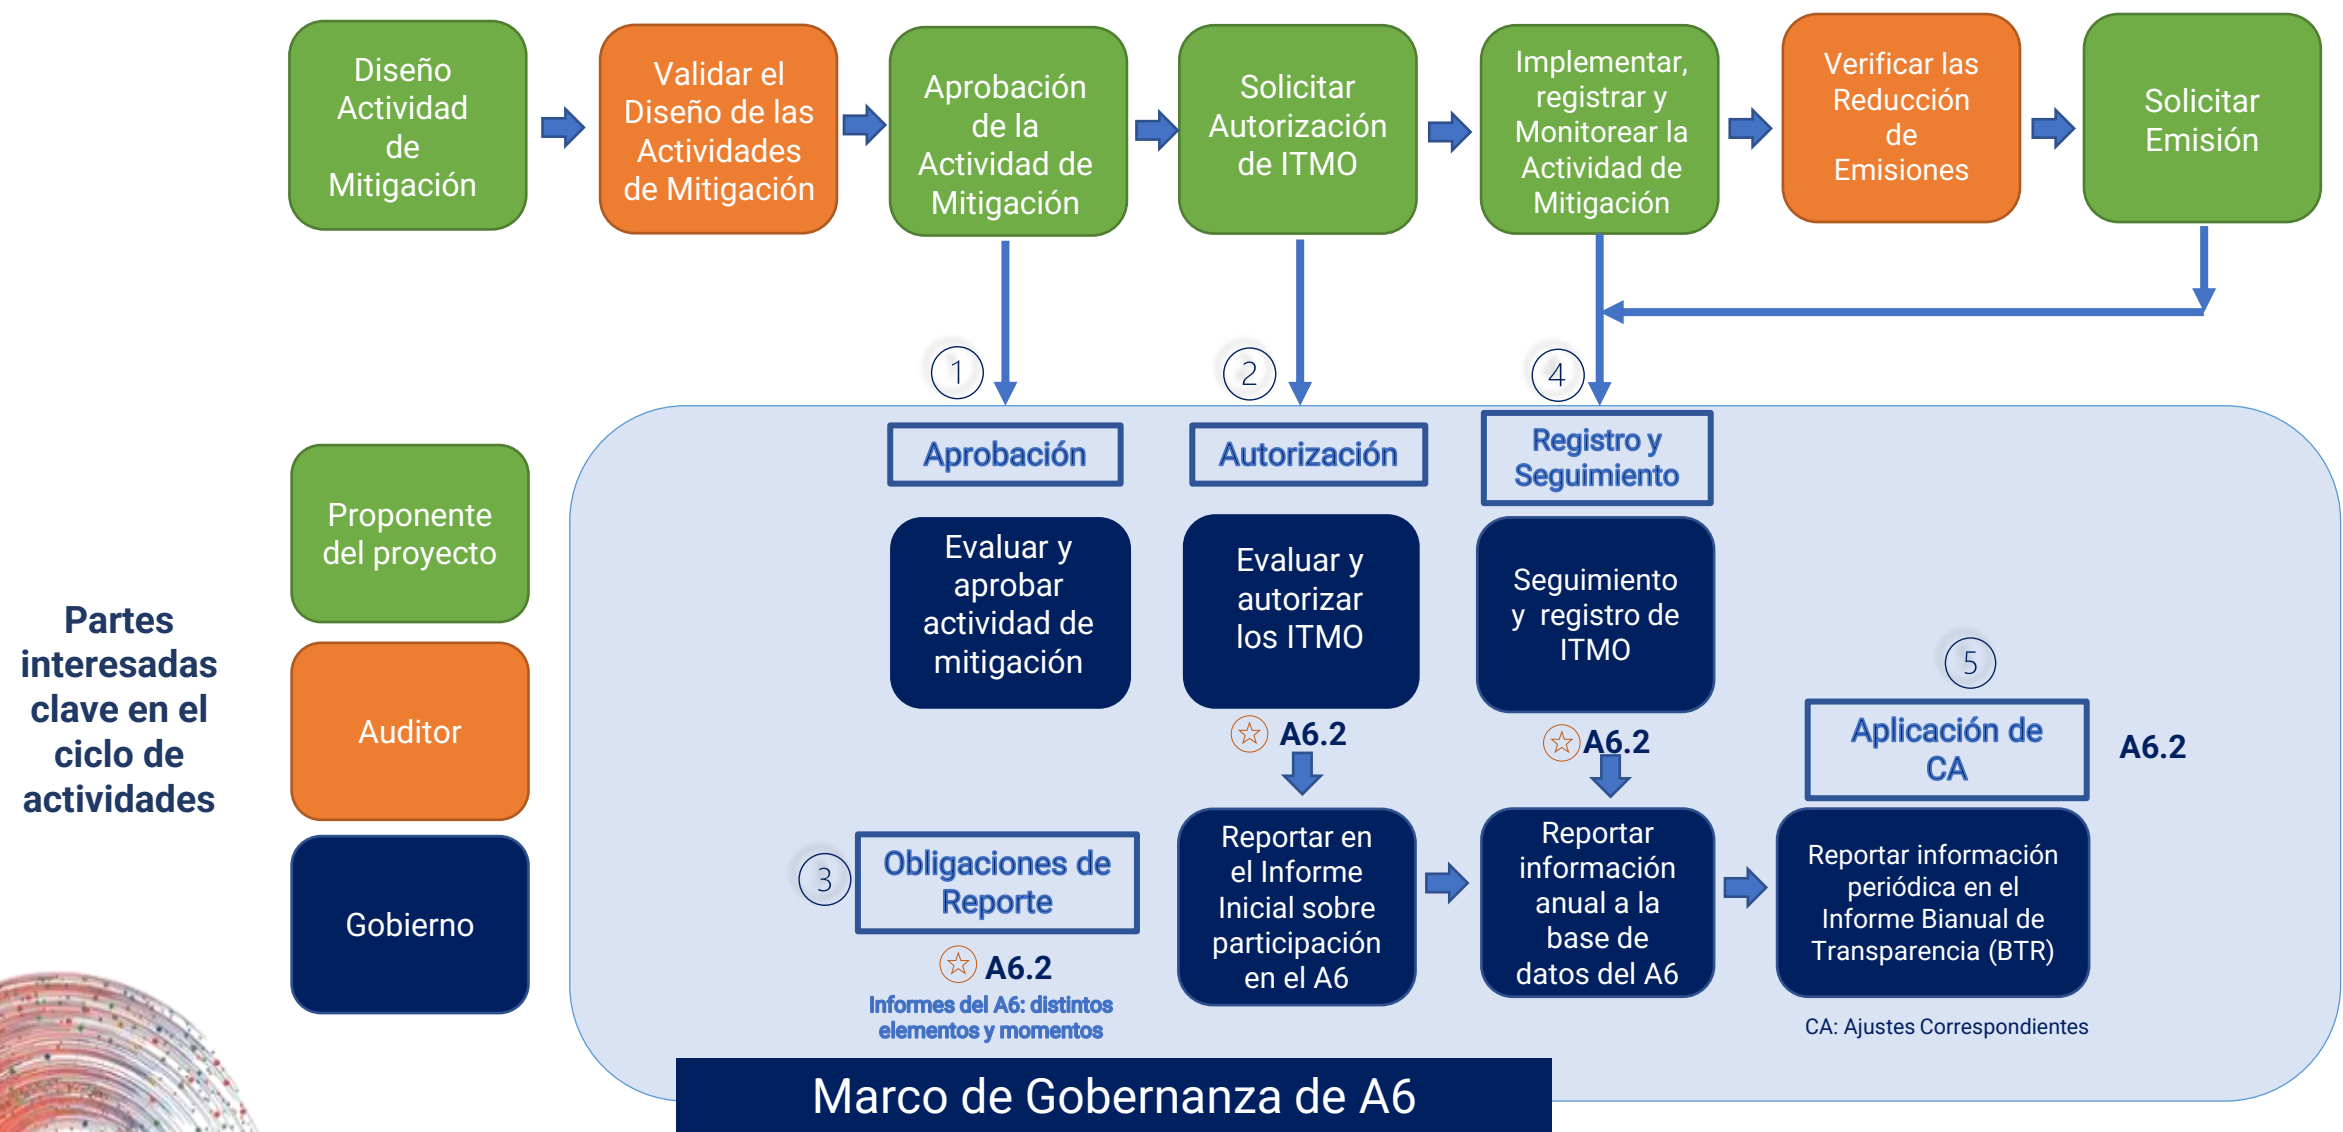 Diseño
Actividad
de
Mitigación
Validar el
Diseño de las
Actividades
de Mitigación
Aprobación
de la
Actividad de
Mitigación
Solicitar
Autorización
de ITMO
Implementar,
registrar y
Monitorear la
Actividad de
Mitigación
Verificar las
Reducción
de
Emisiones
Solicitar
Emisión
1
2
4
Partes
interesadas
clave en el
ciclo de
actividades
Proponente
del proyecto
Auditor
Gobierno
Aprobación
Evaluar y
aprobar
actividad de
mitigación
Autorización
Evaluar y
autorizar
los ITMO
A6.2
Registro y
Seguimiento
Seguimiento
y registro de
ITMO
A6.2
5
Aplicación de
CA
A6.2
3
Obligaciones de
Reporte
A6.2
Informes del A6: distintos
elementos y momentos
Reportar en
el Informe
Inicial sobre
participación
en el A6
Reportar
información
anual a la
base de
datos del A6
Reportar información
periódica en el
Informe Bianual de
Transparencia (BTR)
CA: Ajustes Correspondientes
Marco de Gobernanza de A6